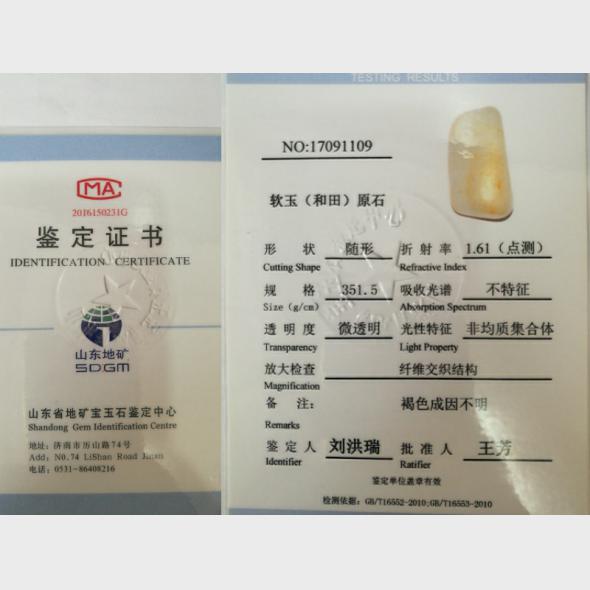 MA
2016150231G
鉴定证书
IDENTIFICATION CERTIFICATE
山东地矿
SDGM
山东省地矿宝玉石鉴定中心
Shandong Gem Identification Centre
地址：济南市历山路74号
Add: NO.74 LiShan Road Jinan
电话：0531-86408216
TESTING RESULTS
NO:17091109
软玉（和田）原石
形 状 随形 折射率 1.61（点测）
Cutting Shape Refractive Index
规 格 351.5 吸收光谱 不特征
Size (g/cm) Absorption Spectrum
透明度 微透明 光性特征 非均质集合体
Transparency Light Property
放大检查 纤维交织结构
Magnification
备 注： 褐色成因不明
Remarks
鉴定人 刘洪瑞 批准人 王芳
Identifier Ratifier
鉴定单位盖章有效
检测依据：GB/T16552-2010;GB/T16553-2010